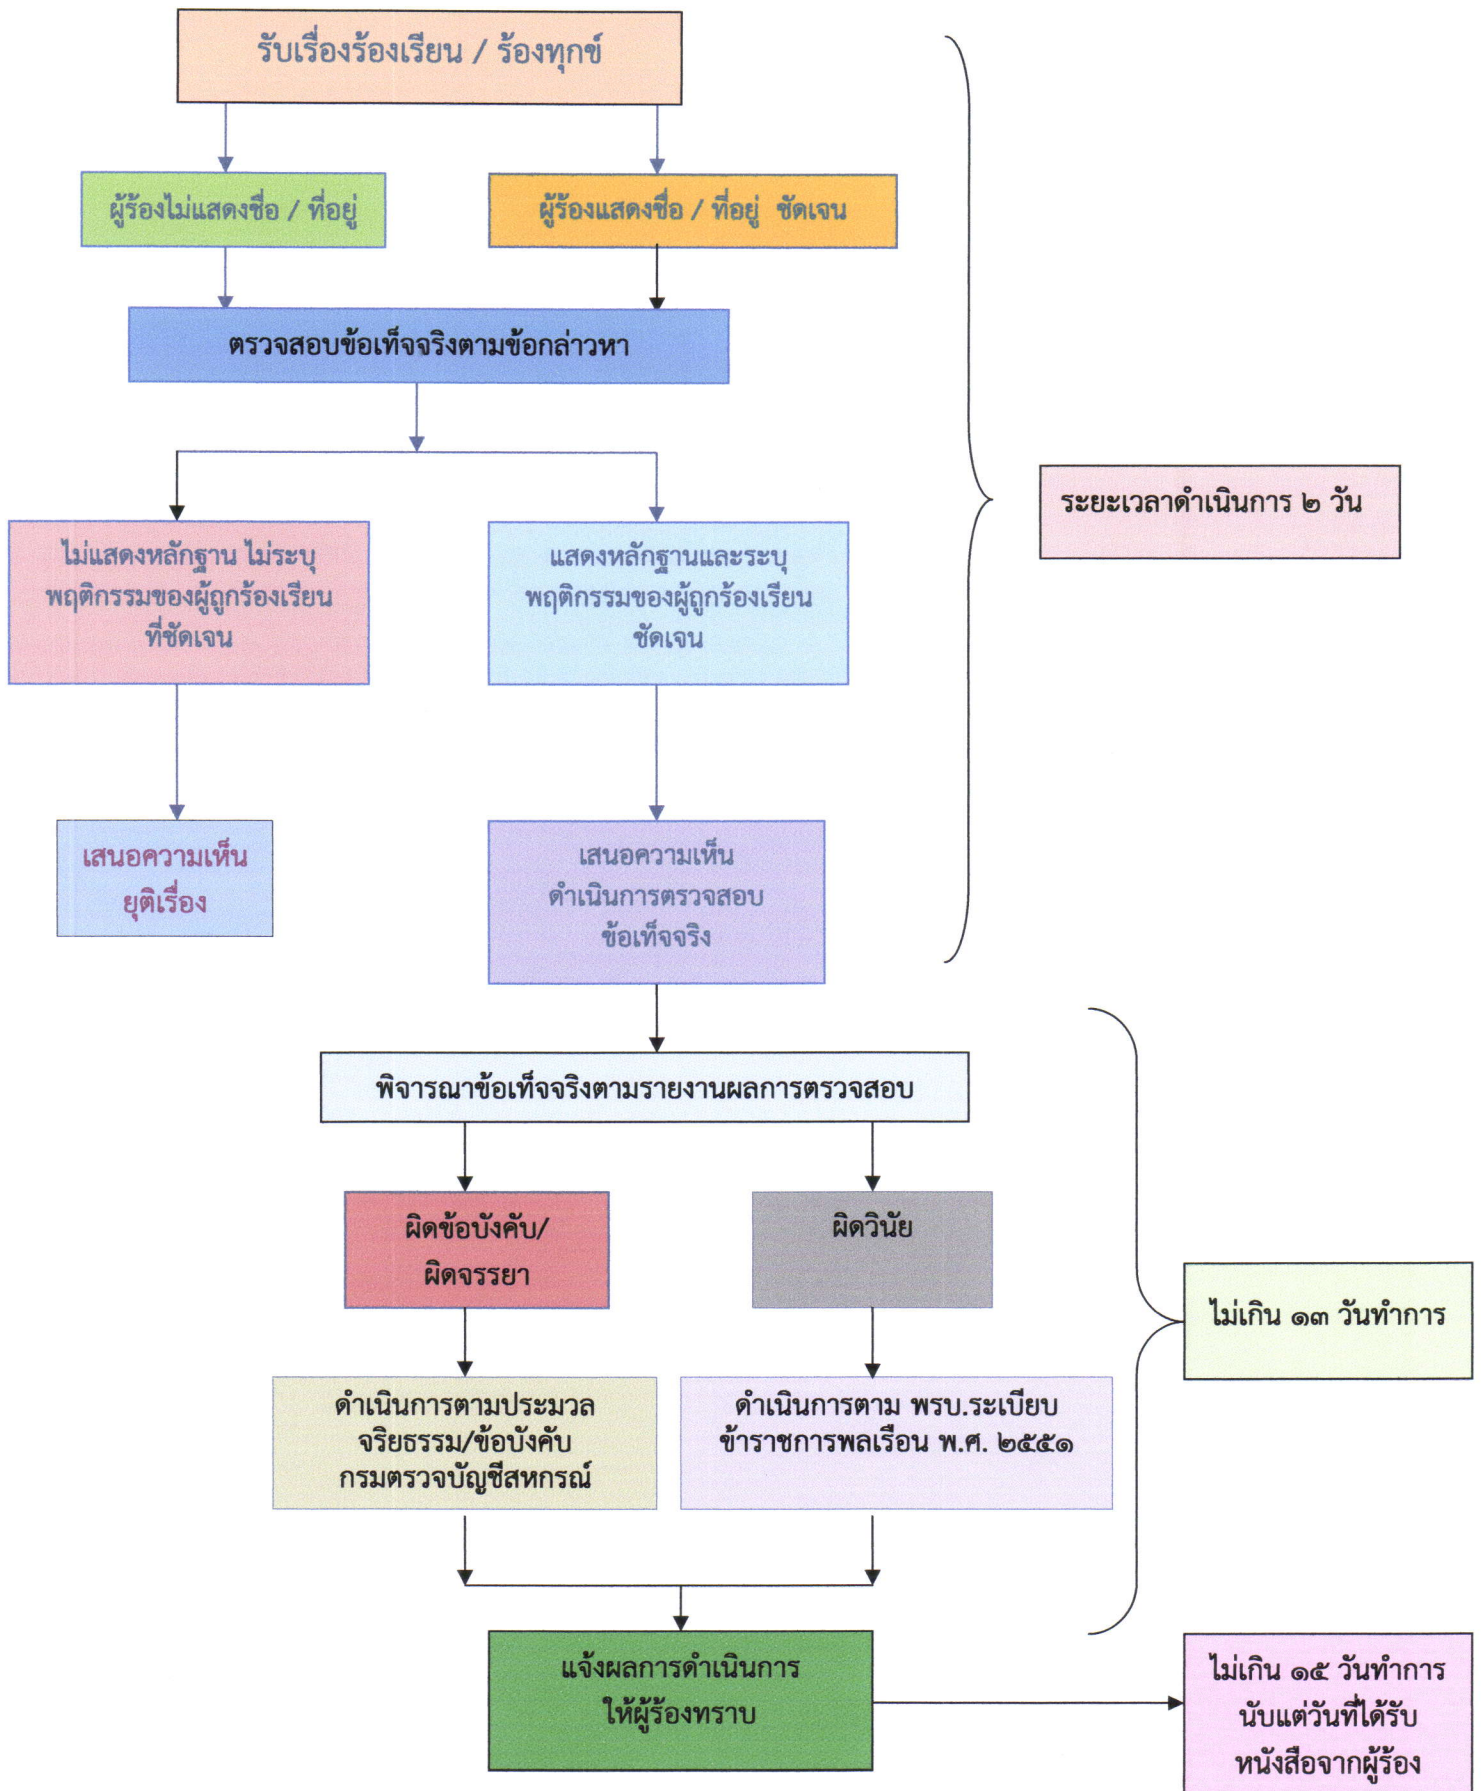 รับเรื่องร้องเรียน / ร้องทุกข์
ผู้ร้องไม่แสดงชื่อ / ที่อยู่
ผู้ร้องแสดงชื่อ / ที่อยู่ ชัดเจน
ตรวจสอบข้อเท็จจริงตามข้อกล่าวหา
ระยะเวลาดำเนินการ ๒ วัน
ไม่แสดงหลักฐาน ไม่ระบุ
พฤติกรรมของผู้ถูกร้องเรียน
ที่ชัดเจน
แสดงหลักฐานและระบุ
พฤติกรรมของผู้ถูกร้องเรียน
ชัดเจน
เสนอความเห็น
ยุติเรื่อง
เสนอความเห็น
ดำเนินการตรวจสอบ
ข้อเท็จจริง
พิจารณาข้อเท็จจริงตามรายงานผลการตรวจสอบ
ผิดข้อบังคับ/
ผิดจรรยา
ผิดวินัย
ไม่เกิน ๑๓ วันทำการ
ดำเนินการตามประมวล
จริยธรรม/ข้อบังคับ
กรมตรวจบัญชีสหกรณ์
ดำเนินการตาม พรบ.ระเบียบ
ข้าราชการพลเรือน พ.ศ. ๒๕๕๑
แจ้งผลการดำเนินการ
ให้ผู้ร้องทราบ
ไม่เกิน ๑๕ วันทำการ
นับแต่วันที่ได้รับ
หนังสือจากผู้ร้อง